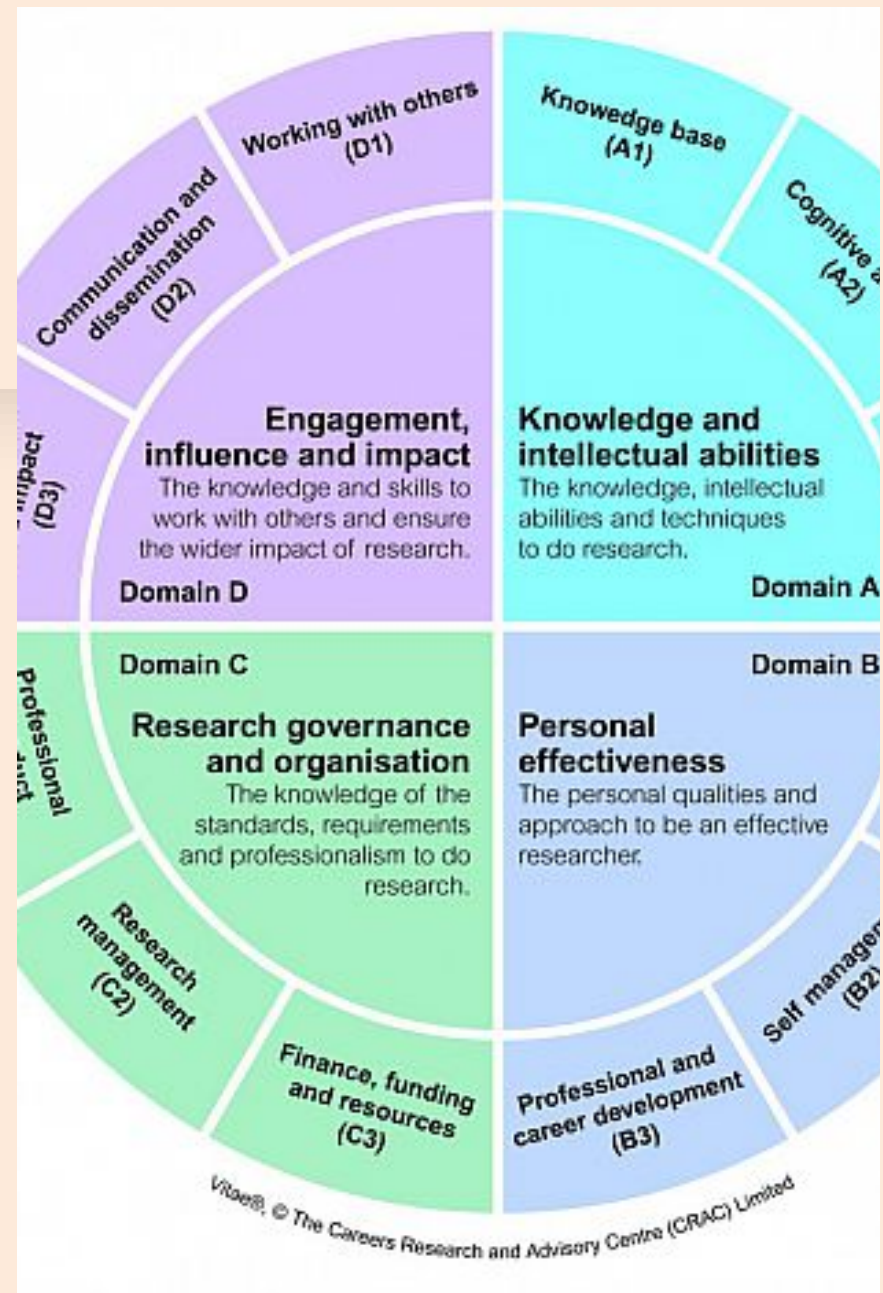 Working with others
(D1)
Knowedge base
(A1)
Communication and
dissemination
(D2)
Cognitive
(A2)
impact
(D3)
Engagement,
influence and impact
The knowledge and skills to
work with others and ensure
the wider impact of research.
Domain D
Knowledge and
intellectual abilities
The knowledge, intellectual
abilities and techniques
to do research.
Domain A
Domain C
Research governance
and organisation
The knowledge of the
standards, requirements
and professionalism to do
research.
Domain B
Personal
effectiveness
The personal qualities and
approach to be an effective
researcher.
Professional
Research
management
(C2)
Finance, funding
and resources
(C3)
Professional and
career development
(B3)
Self managem
(B2)
Vitae®, © The Careers Research and Advisory Centre (CRAC) Limited